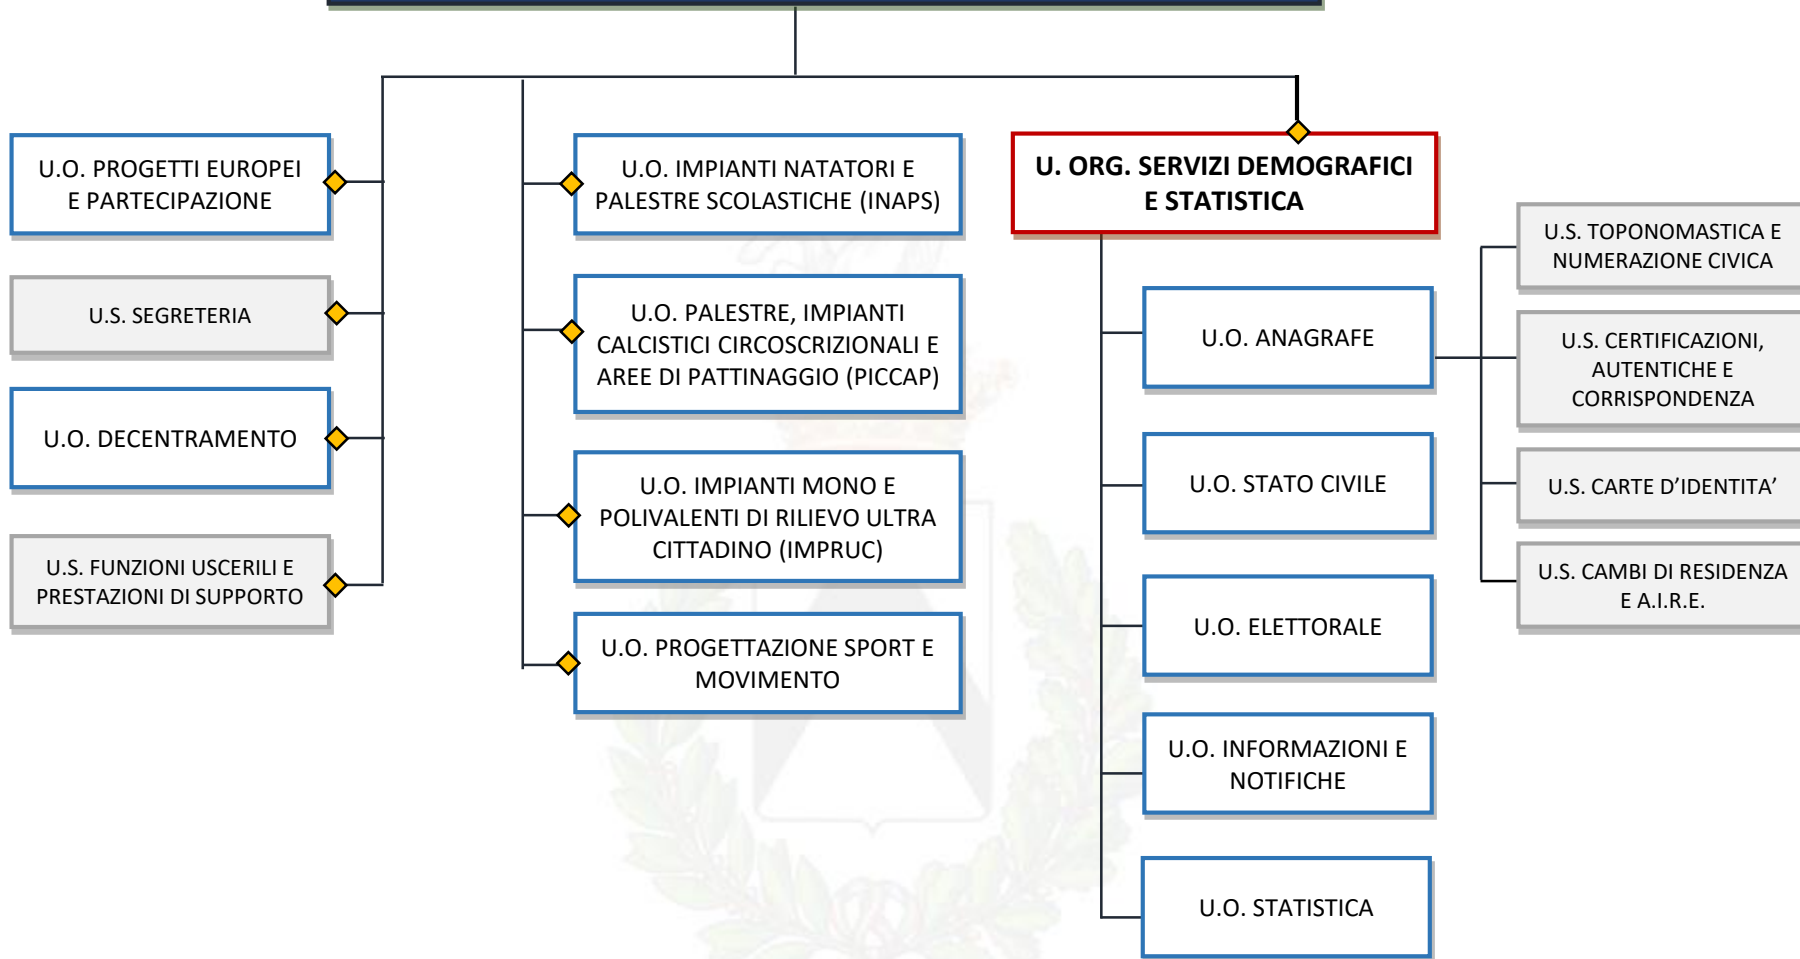 U.O. PROGETTI EUROPEI
E PARTECIPAZIONE
U.S. SEGRETERIA
U.O. DECENTRAMENTO
U.S. FUNZIONI USCERILI E
PRESTAZIONI DI SUPPORTO
U.O. IMPIANTI NATATORI E
PALESTRE SCOLASTICHE (INAPS)
U.O. PALESTRE, IMPIANTI
CALCISTICI CIRCOSCRIZIONALI E
AREE DI PATTINAGGIO (PICCAP)
U.O. IMPIANTI MONO E
POLIVALENTI DI RILIEVO ULTRA
CITTADINO (IMPRUC)
U.O. PROGETTAZIONE SPORT E
MOVIMENTO
U. ORG. SERVIZI DEMOGRAFICI
E STATISTICA
U.O. ANAGRAFE
U.O. STATO CIVILE
U.O. ELETTORALE
U.O. INFORMAZIONI E
NOTIFICHE
U.O. STATISTICA
U.S. TOPONOMASTICA E
NUMERAZIONE CIVICA
U.S. CERTIFICAZIONI,
AUTENTICHE E
CORRISPONDENZA
U.S. CARTE D’IDENTITA’
U.S. CAMBI DI RESIDENZA
E A.I.R.E.